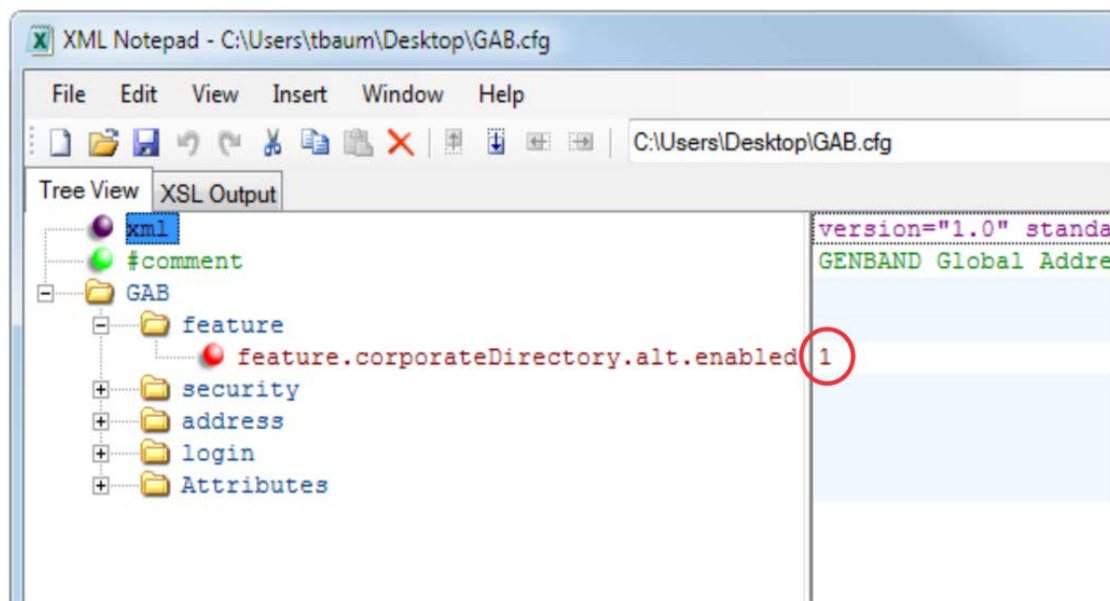 XML Notepad - C:\Users\tbaum\Desktop\GAB.cfg
File Edit View Insert Window Help
C:\Users\Desktop\GAB.cfg
Tree View XSL Output
xml version="1.0" standa
#comment GENBAND Global Addre
GAB
feature
feature.corporateDirectory.alt.enabled 1
security
address
login
Attributes